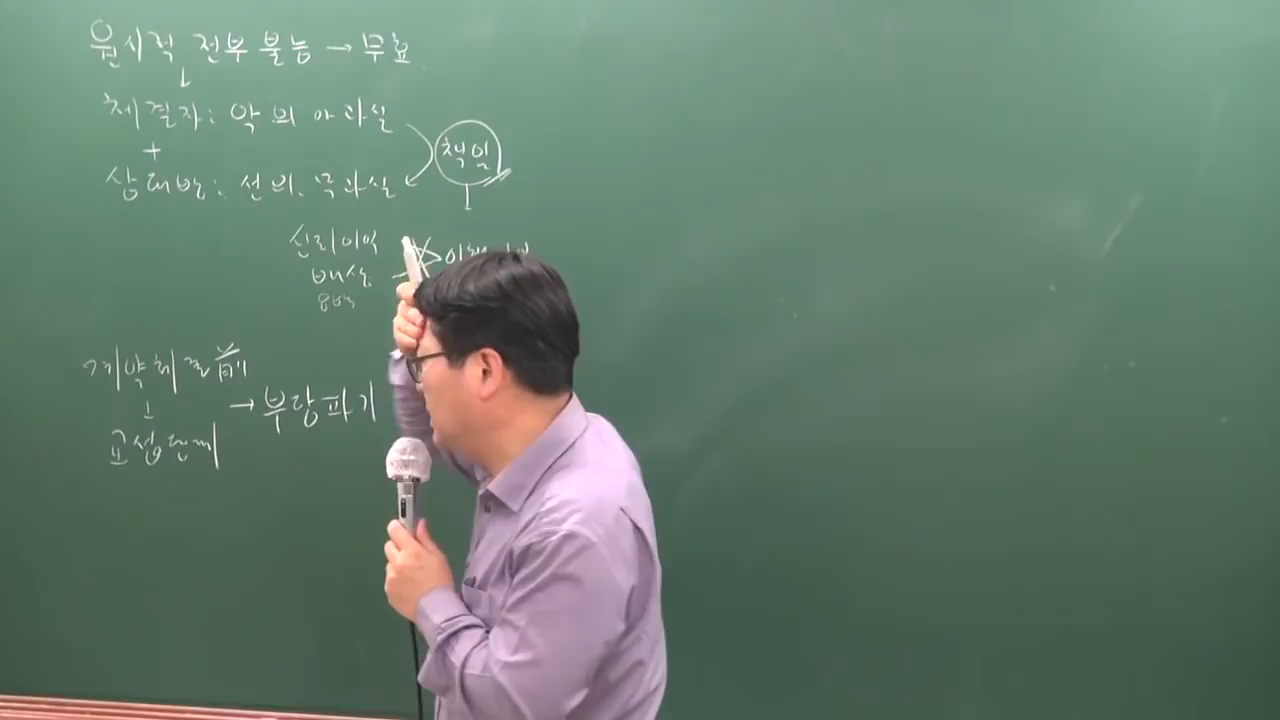 원시적 전부 불능 → 무효
↓
체결자: 악의 or 과실
+
상대방: 선의, 무과실
책임
신뢰이익
배상
계약체결 前
교섭단계
→ 부당파기